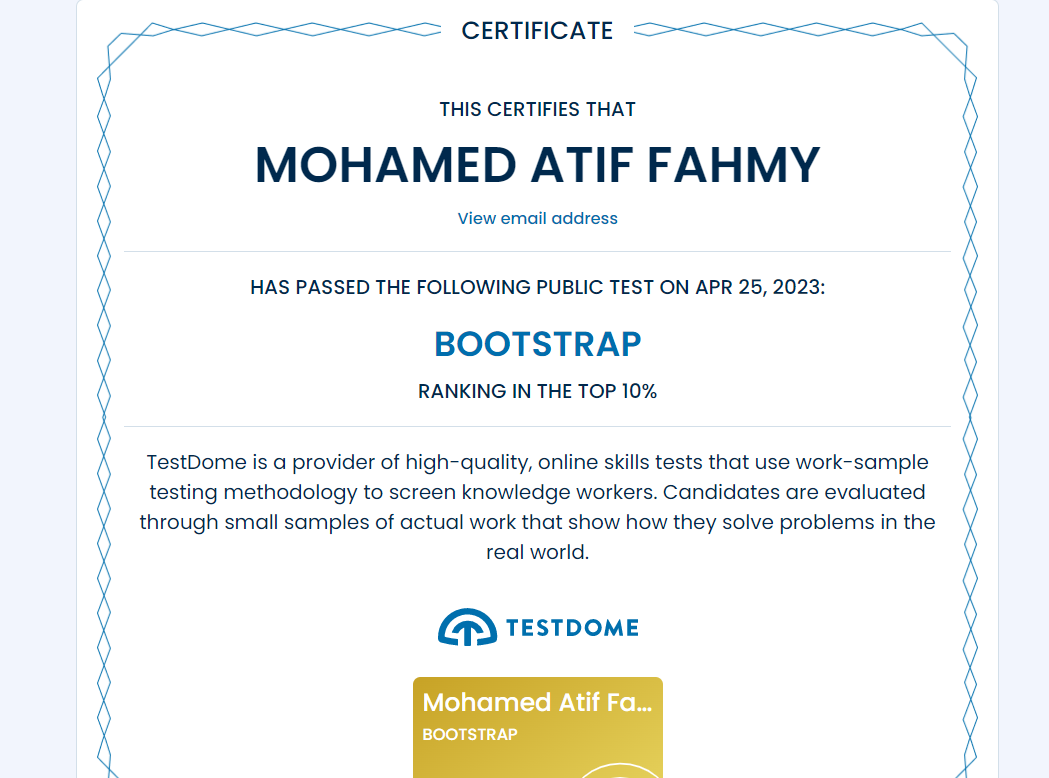 CERTIFICATE
THIS CERTIFIES THAT
MOHAMED ATIF FAHMY
View email address
HAS PASSED THE FOLLOWING PUBLIC TEST ON APR 25, 2023:
BOOTSTRAP
RANKING IN THE TOP 10%
TestDome is a provider of high-quality, online skills tests that use work-sample
testing methodology to screen knowledge workers. Candidates are evaluated
through small samples of actual work that show how they solve problems in the
real world.
TESTDOME
Mohamed Atif Fa...
BOOTSTRAP